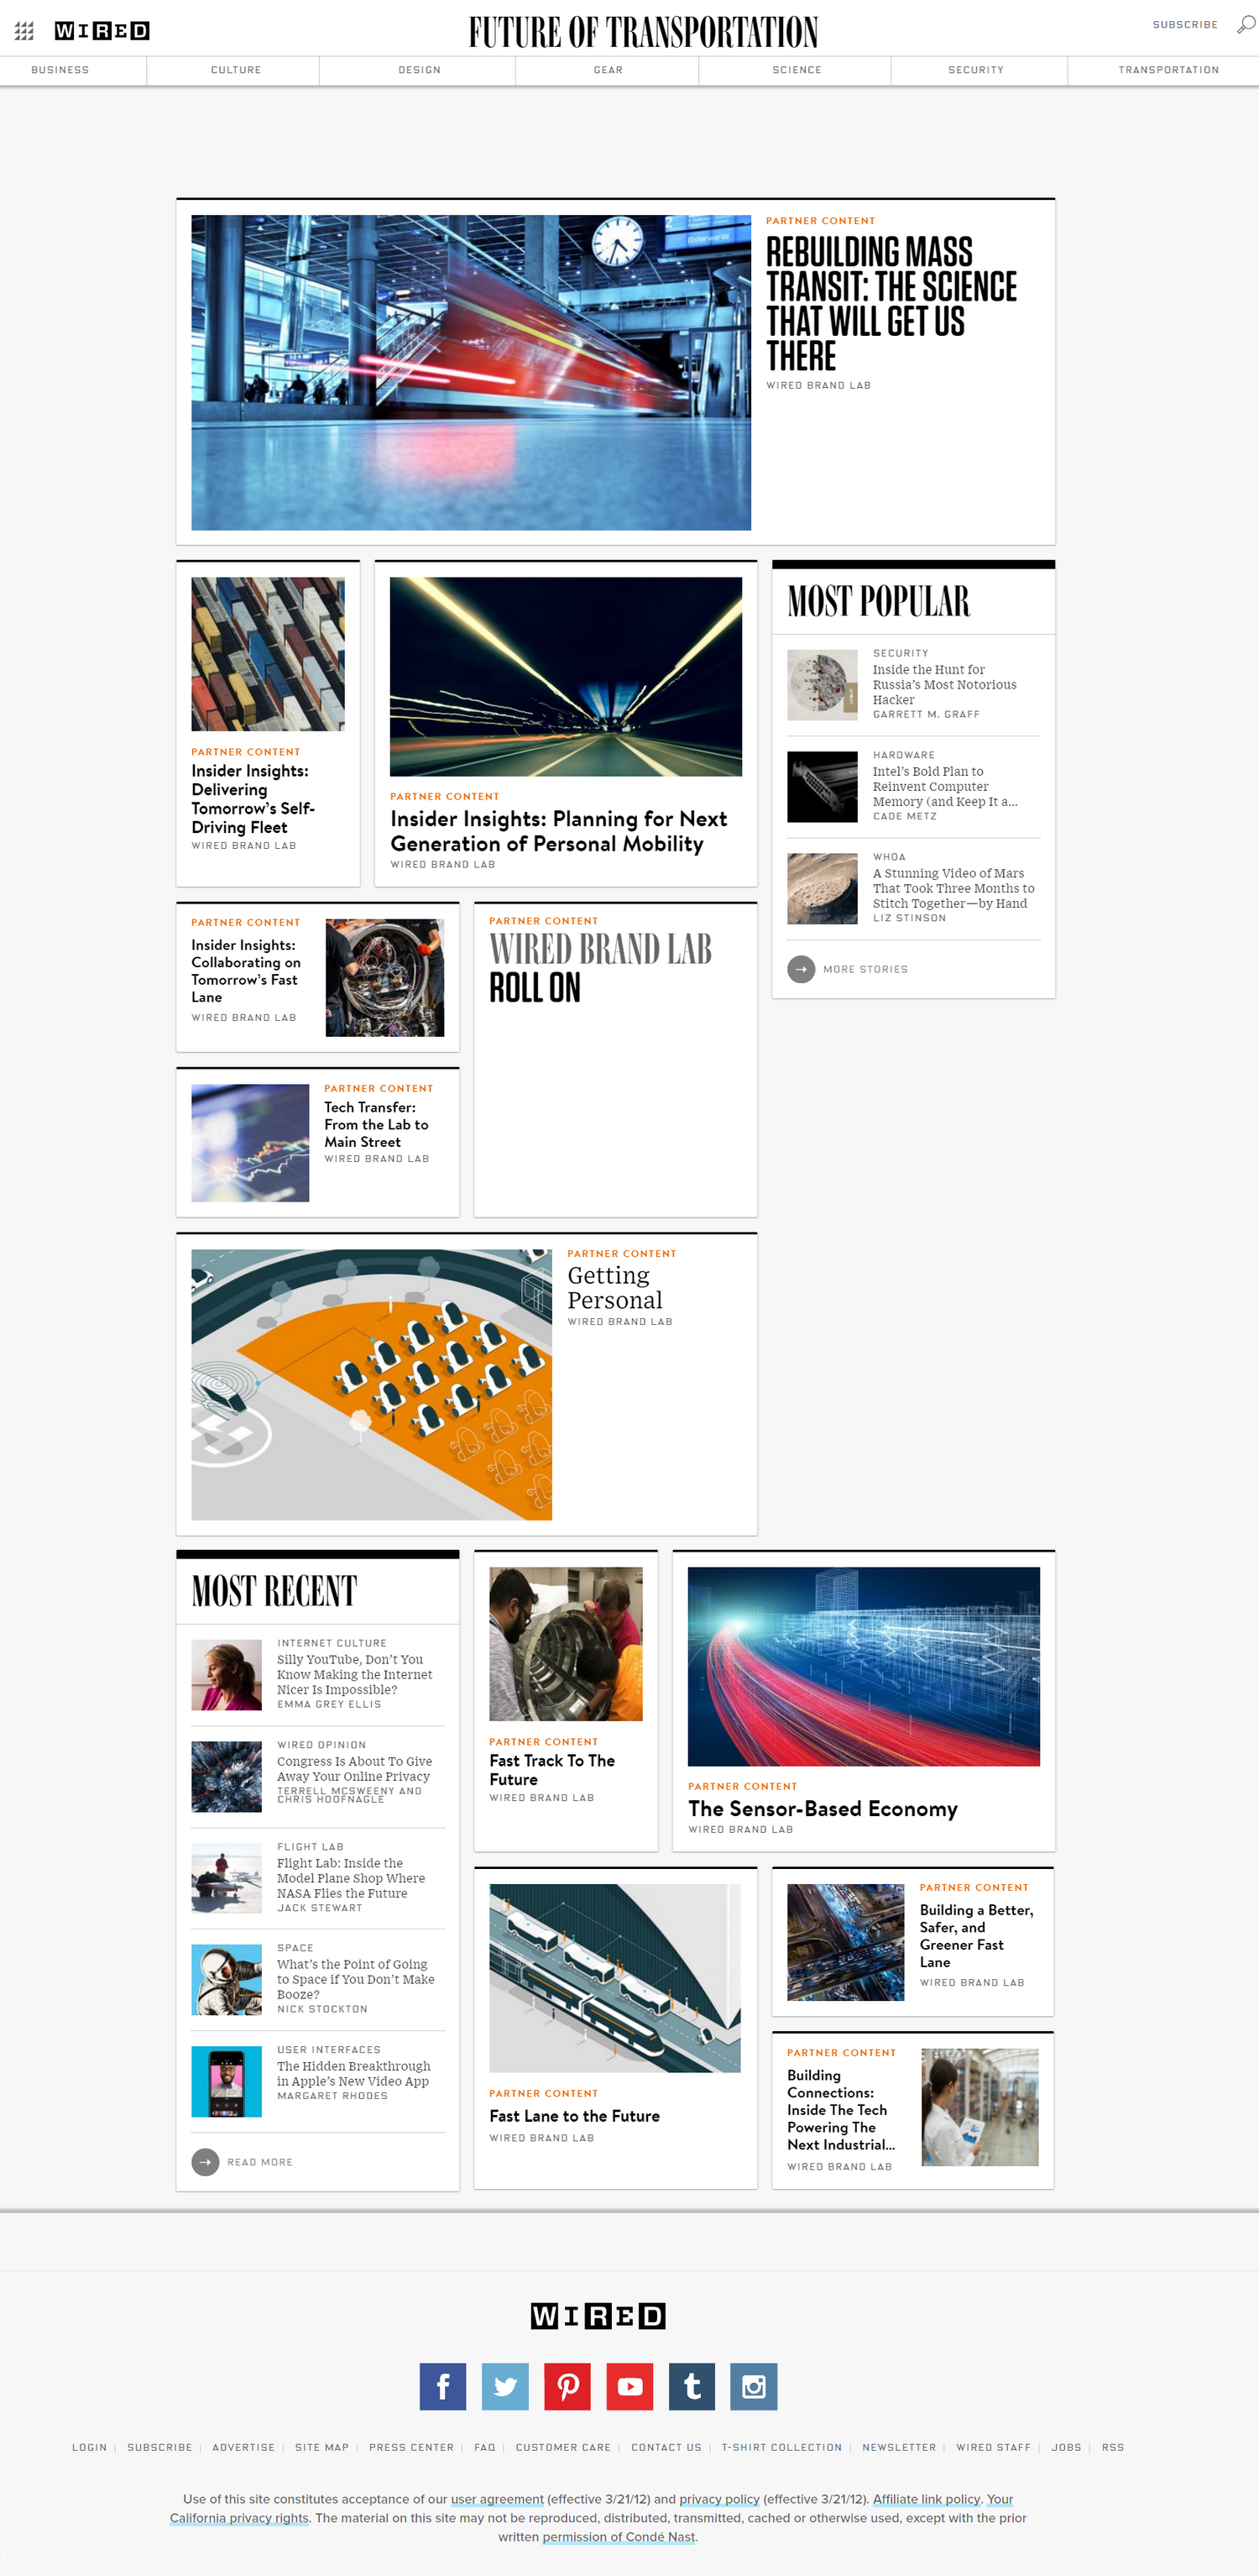 WIRED
FUTURE OF TRANSPORTATION
SUBSCRIBE
BUSINESS
CULTURE
DESIGN
GEAR
SCIENCE
SECURITY
TRANSPORTATION
PARTNER CONTENT
REBUILDING MASS
TRANSIT: THE SCIENCE
THAT WILL GET US
THERE
WIRED BRAND LAB
PARTNER CONTENT
Insider Insights:
Delivering
Tomorrow's Self-
Driving Fleet
WIRED BRAND LAB
PARTNER CONTENT
Insider Insights: Planning for Next
Generation of Personal Mobility
WIRED BRAND LAB
MOST POPULAR
SECURITY
Inside the Hunt for
Russia's Most Notorious
Hacker
GARRETT M. GRAFF
HARDWARE
Intel's Bold Plan to
Reinvent Computer
Memory (and Keep It a...
CADE METZ
WHOA
A Stunning Video of Mars
That Took Three Months to
Stitch Together—by Hand
LIZ STINSON
MORE STORIES
PARTNER CONTENT
Insider Insights:
Collaborating on
Tomorrow's Fast
Lane
WIRED BRAND LAB
PARTNER CONTENT
WIRED BRAND LAB
ROLL ON
PARTNER CONTENT
Tech Transfer:
From the Lab to
Main Street
WIRED BRAND LAB
PARTNER CONTENT
Getting
Personal
WIRED BRAND LAB
MOST RECENT
INTERNET CULTURE
Silly YouTube, Don't You
Know Making the Internet
Nicer Is Impossible?
EMMA GREY ELLIS
WIRED OPINION
Congress Is About To Give
Away Your Online Privacy
TERRELL MCSWEENY AND
CHRIS HOOFNAGLE
FLIGHT LAB
Flight Lab: Inside the
Model Plane Shop Where
NASA Flies the Future
JACK STEWART
SPACE
What's the Point of Going
to Space if You Don't Make
Booze?
NICK STOCKTON
USER INTERFACES
The Hidden Breakthrough
in Apple's New Video App
MARGARET RHODES
READ MORE
PARTNER CONTENT
Fast Track To The
Future
WIRED BRAND LAB
PARTNER CONTENT
The Sensor-Based Economy
WIRED BRAND LAB
PARTNER CONTENT
Fast Lane to the Future
WIRED BRAND LAB
PARTNER CONTENT
Building a Better,
Safer, and
Greener Fast
Lane
WIRED BRAND LAB
PARTNER CONTENT
Building
Connections:
Inside The Tech
Powering The
Next Industrial...
WIRED BRAND LAB
WIRED
LOGIN | SUBSCRIBE | ADVERTISE | SITE MAP | PRESS CENTER | FAQ | CUSTOMER CARE | CONTACT US | T-SHIRT COLLECTION | NEWSLETTER | WIRED STAFF | JOBS | RSS
Use of this site constitutes acceptance of our user agreement (effective 3/21/12) and privacy policy (effective 3/21/12). Affiliate link policy. Your
California privacy rights. The material on this site may not be reproduced, distributed, transmitted, cached or otherwise used, except with the prior
written permission of Condé Nast.